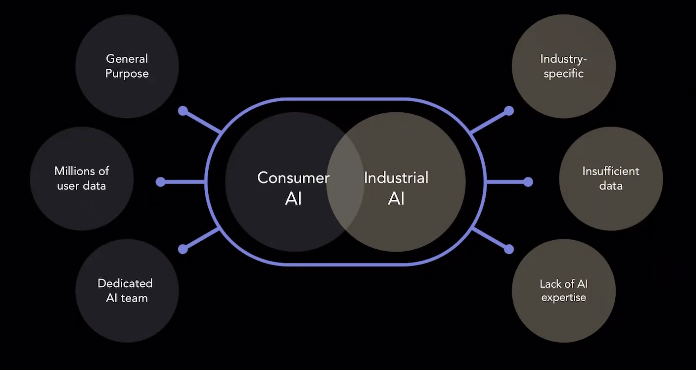 General
Purpose
Millions of
user data
Dedicated
AI team
Consumer
AI
Industrial
AI
Industry-
specific
Insufficient
data
Lack of AI
expertise